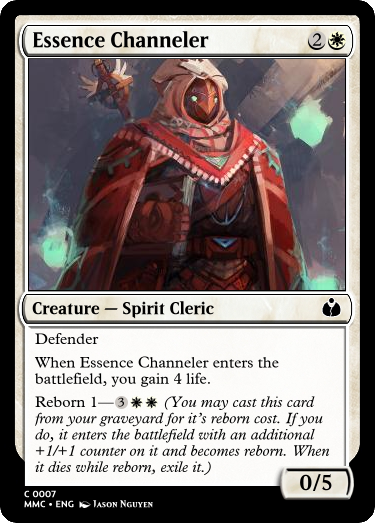 Essence Channeler 2
Creature — Spirit Cleric
Defender
When Essence Channeler enters the
battlefield, you gain 4 life.
Reborn 1—3 (You may cast this card
from your graveyard for it's reborn cost. If you
do, it enters the battlefield with an additional
+1/+1 counter on it and becomes reborn. When
it dies while reborn, exile it.)
0/5
C 0007
MMC • ENG Jason Nguyen